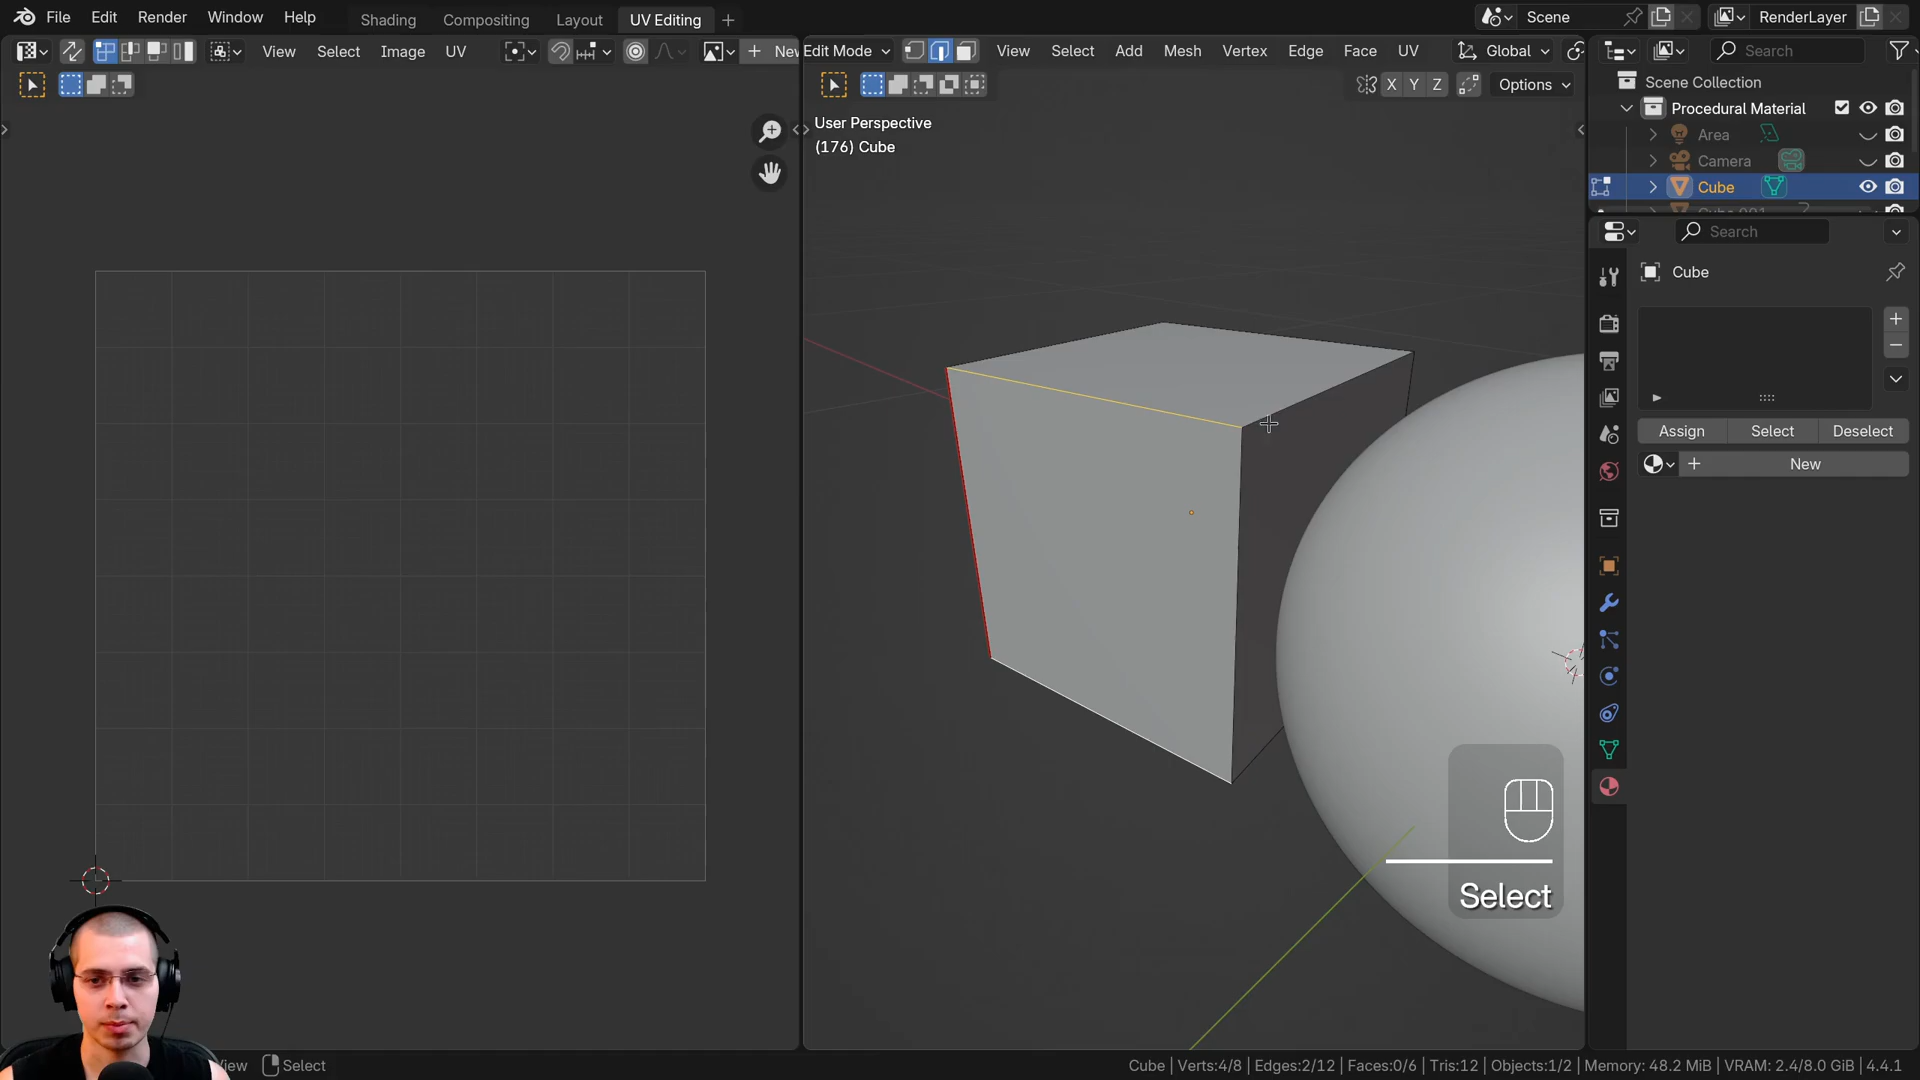 File Edit Render Window Help Shading Compositing Layout UV Editing Scene RenderLayer
View Select Image UV New Edit Mode View Select Add Mesh Vertex Edge Face UV Global Search
X Y Z Options
Scene Collection
Procedural Material
Area
Camera
Cube
User Perspective
(176) Cube
Search
Cube
Assign Select Deselect
New
Select
Select
Cube | Verts:4/8 | Edges:2/12 | Faces:0/6 | Tris:12 | Objects:1/2 | Memory: 48.2 MiB | VRAM: 2.4/8.0 GiB | 4.4.1